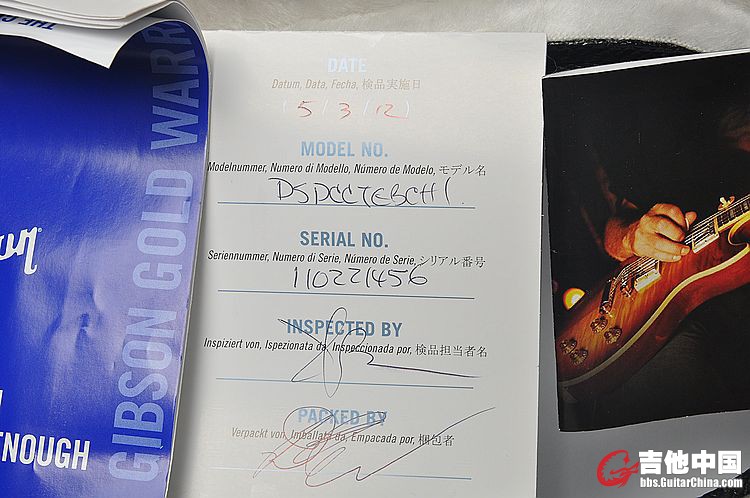 GIBSON GOLD WARR
ENOUGH
DATE
Datum, Data, Fecha, 検品実施日
(5/3/12)
MODEL NO.
Modelnummer, Numero di Modello, Número de Modelo, モデル名
DSDCCTEBCH1
SERIAL NO.
Seriennummer, Numero di Serie, Número de Serie, シリアル番号
110221456
INSPECTED BY
Inspiziert von, Ispezionata da, Inspeccionada por, 検品担当者名
PACKED BY
Verpackt von, Imballata da, Empacada por, 梱包者
吉他中国
bbs.GuitarChina.com